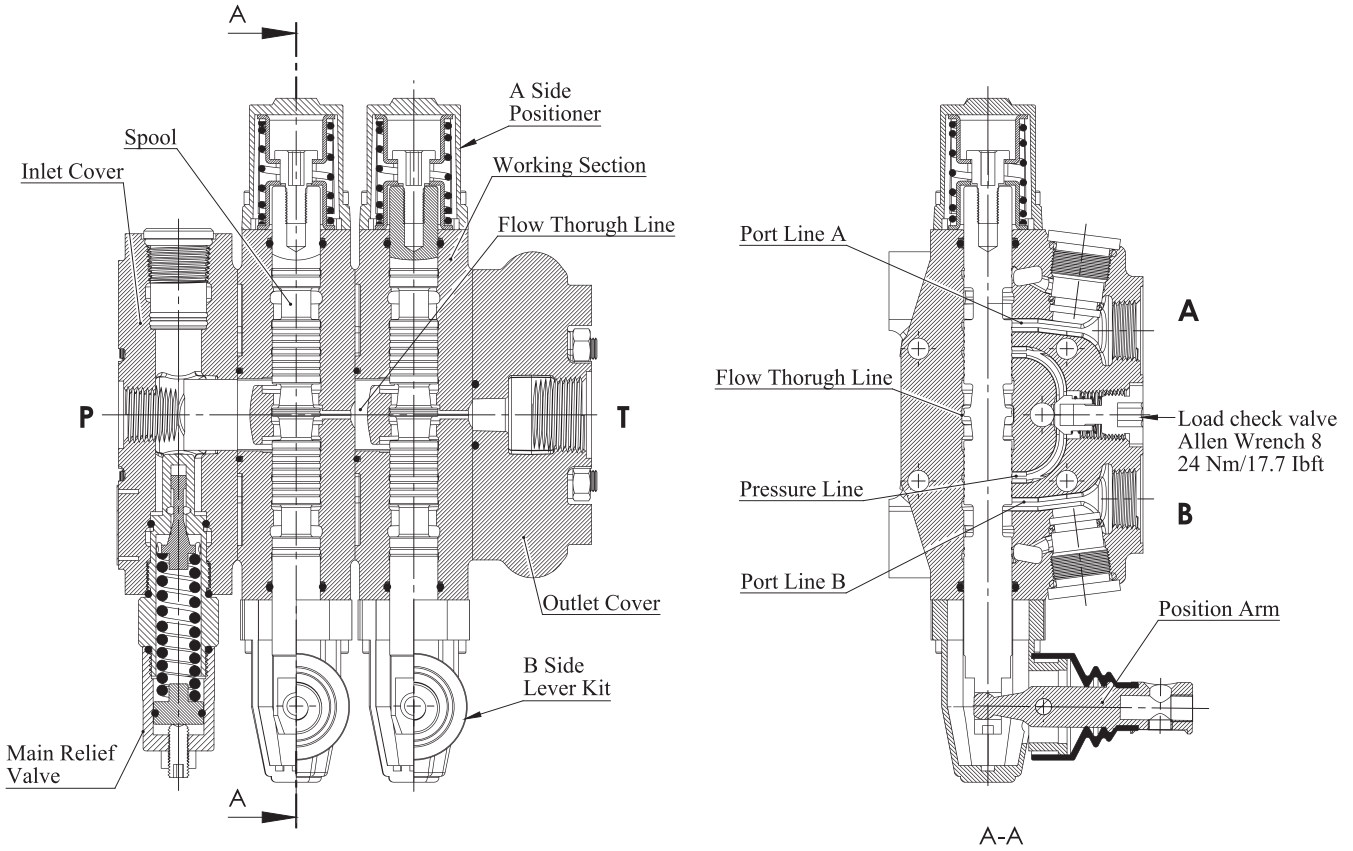 A
A Side
Positioner
Spool
Working Section
Inlet Cover
Flow Thorugh Line
P
T
Outlet Cover
B Side
Lever Kit
Main Relief
Valve
A
Port Line A
A
Flow Thorugh Line
Load check valve
Allen Wrench 8
24 Nm/17.7 Ibft
Pressure Line
B
Port Line B
Position Arm
A-A